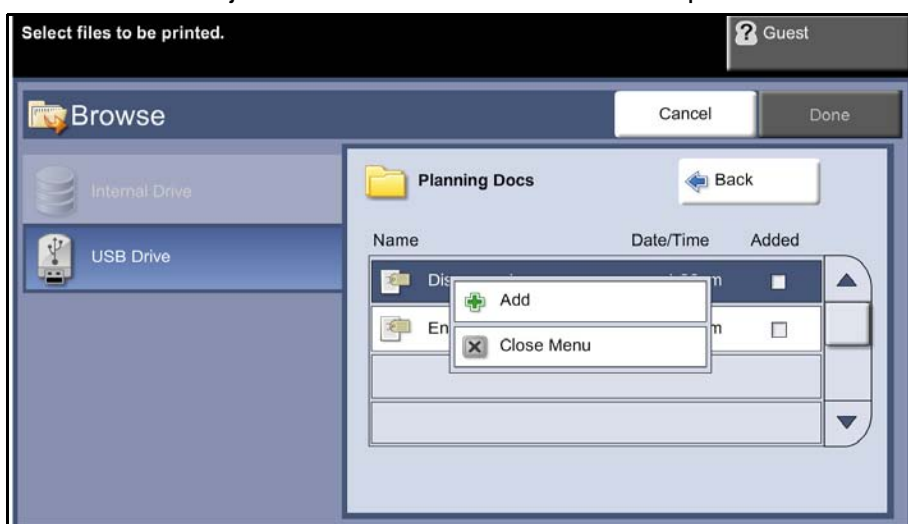 Select files to be printed.
Guest
Browse
Cancel
Done
Internal Drive
USB Drive
Planning Docs
Back
Name Date/Time Added
Add
Close Menu